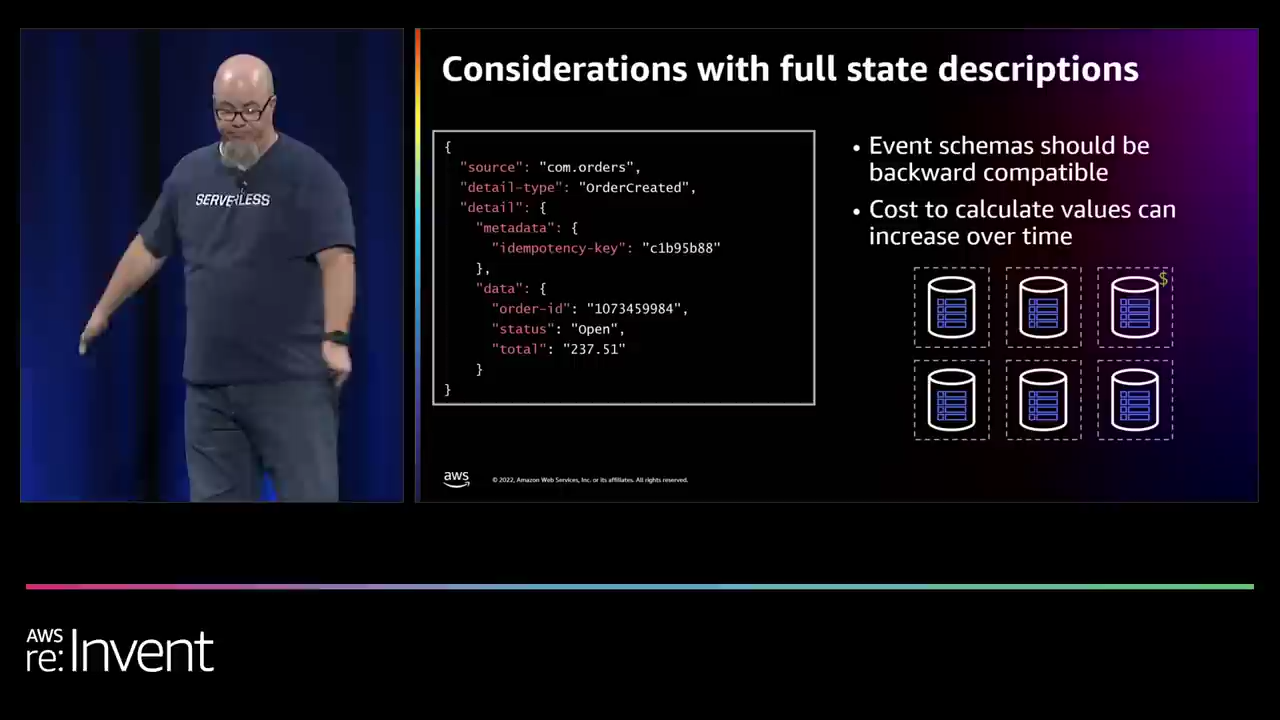 SERVERLESS
Considerations with full state descriptions
{
"source": "com.orders",
"detail-type": "OrderCreated",
"detail": {
"metadata": {
"idempotency-key": "c1b95b88"
},
"data": {
"order-id": "1073459984",
"status": "Open",
"total": "237.51"
}
}
• Event schemas should be
backward compatible
• Cost to calculate values can
increase over time
$
aws
© 2022, Amazon Web Services, Inc. or its affiliates. All rights reserved.
AWS
re:Invent